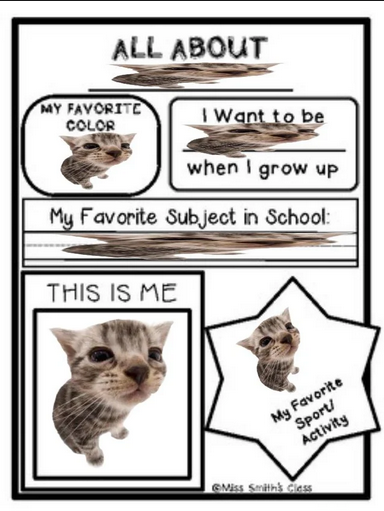 ALL ABOUT
MY FAVORITE
COLOR
I Want to be
when I grow up
My Favorite Subject in School:
THIS IS ME
My Favorite
Sport/
Activity
©Miss Smith's Class